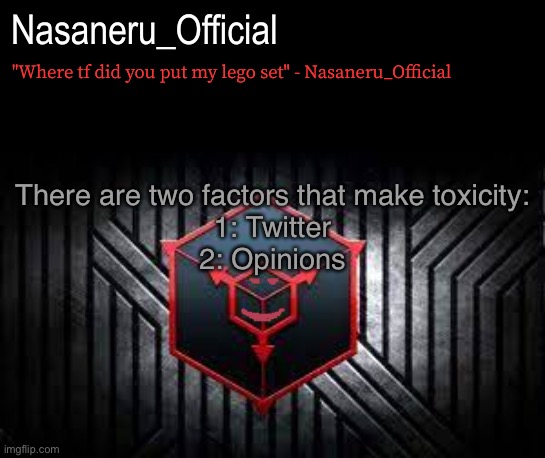 Nasaneru_Official
"Where tf did you put my lego set" - Nasaneru_Official
There are two factors that make toxicity:
1: Twitter
2: Opinions
imgflip.com